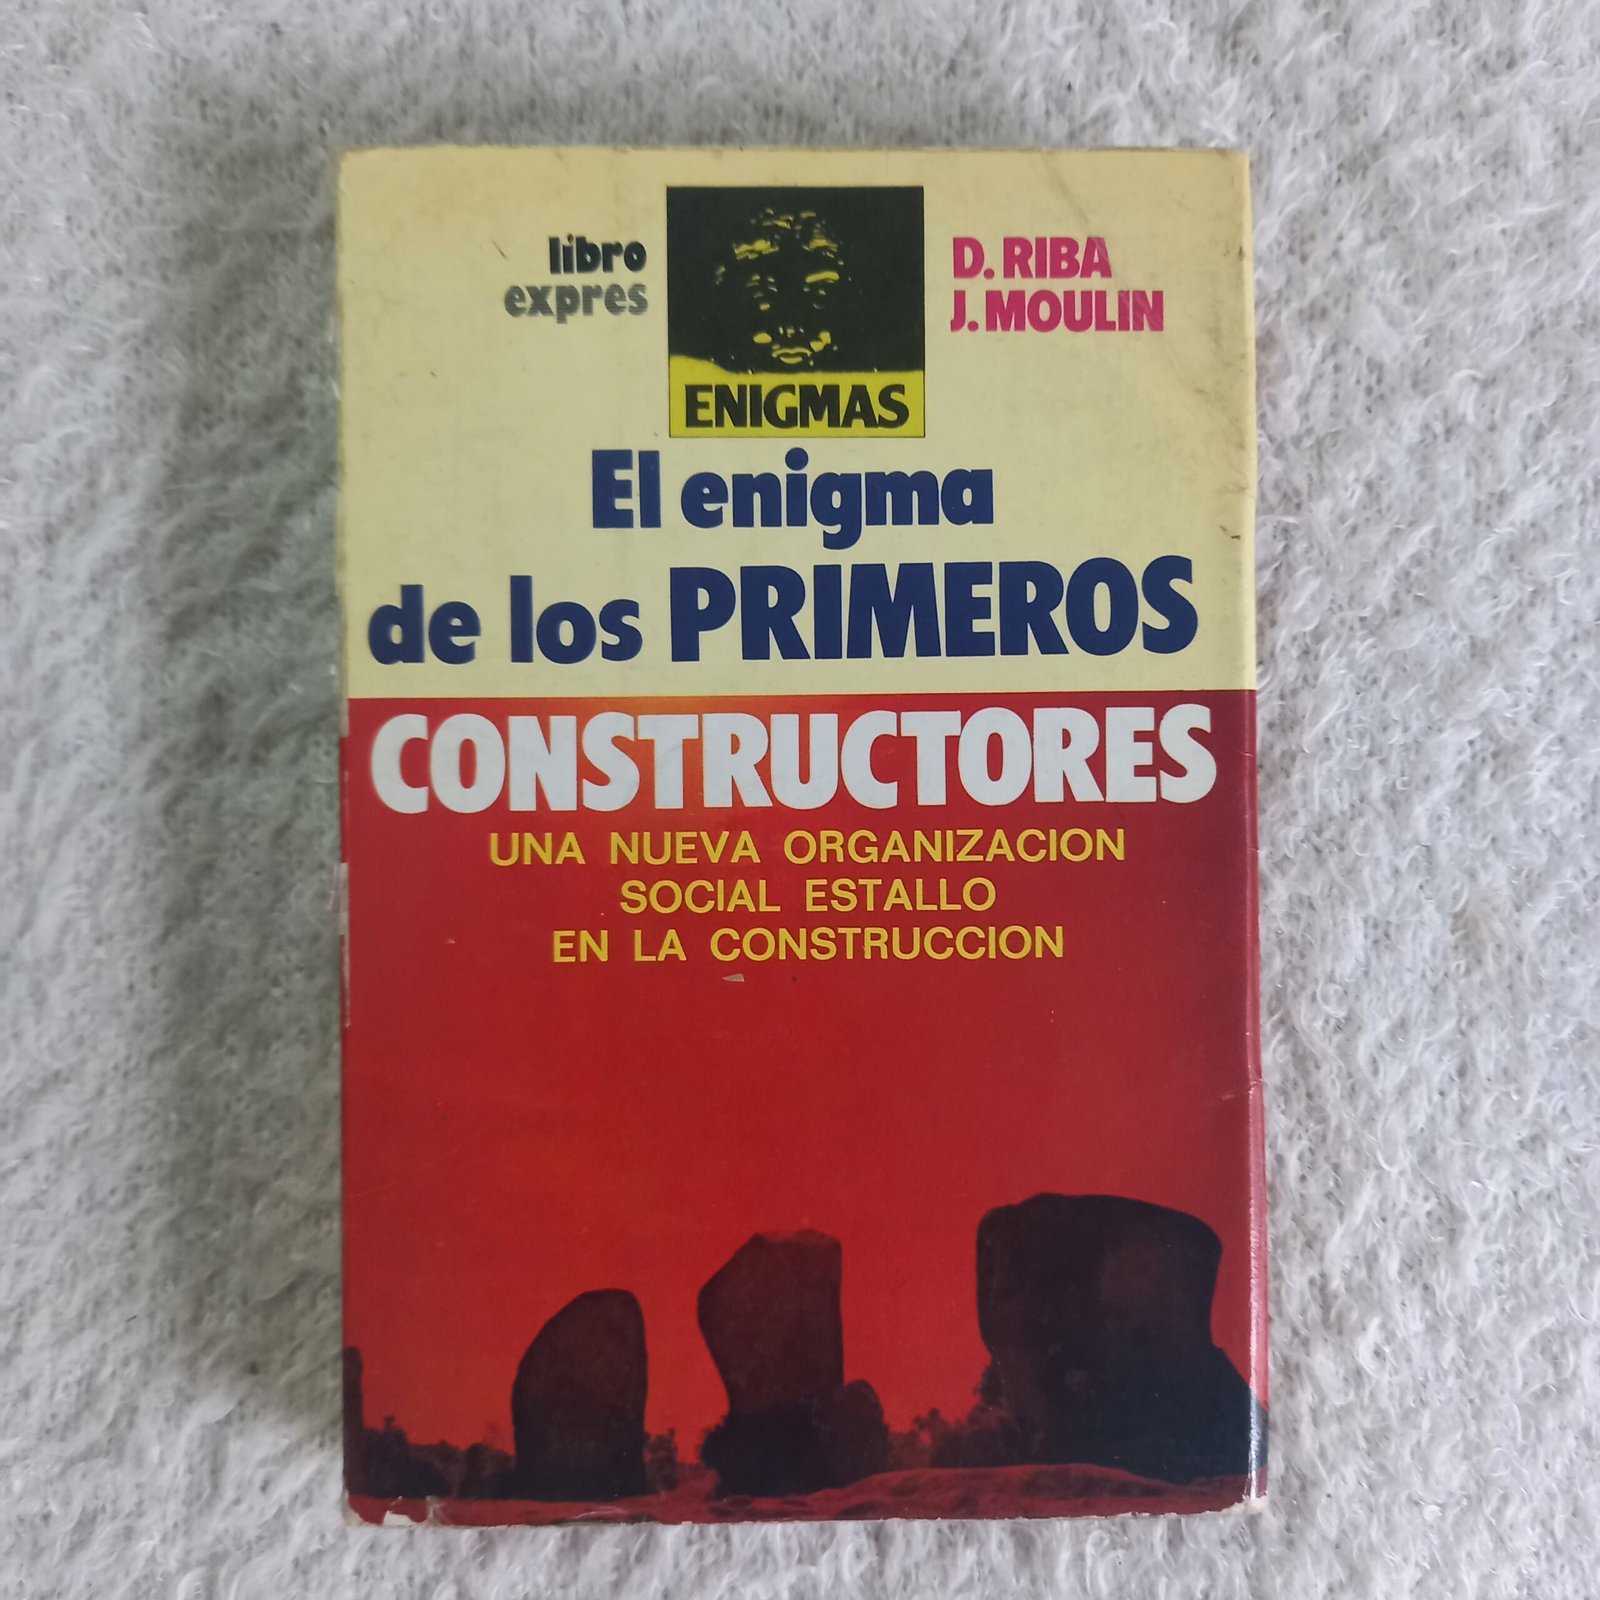 libro
expres
ENIGMAS
D. RIBA
J. MOULIN
El enigma
de los PRIMEROS
CONSTRUCTORES
UNA NUEVA ORGANIZACION
SOCIAL ESTALLO
EN LA CONSTRUCCION